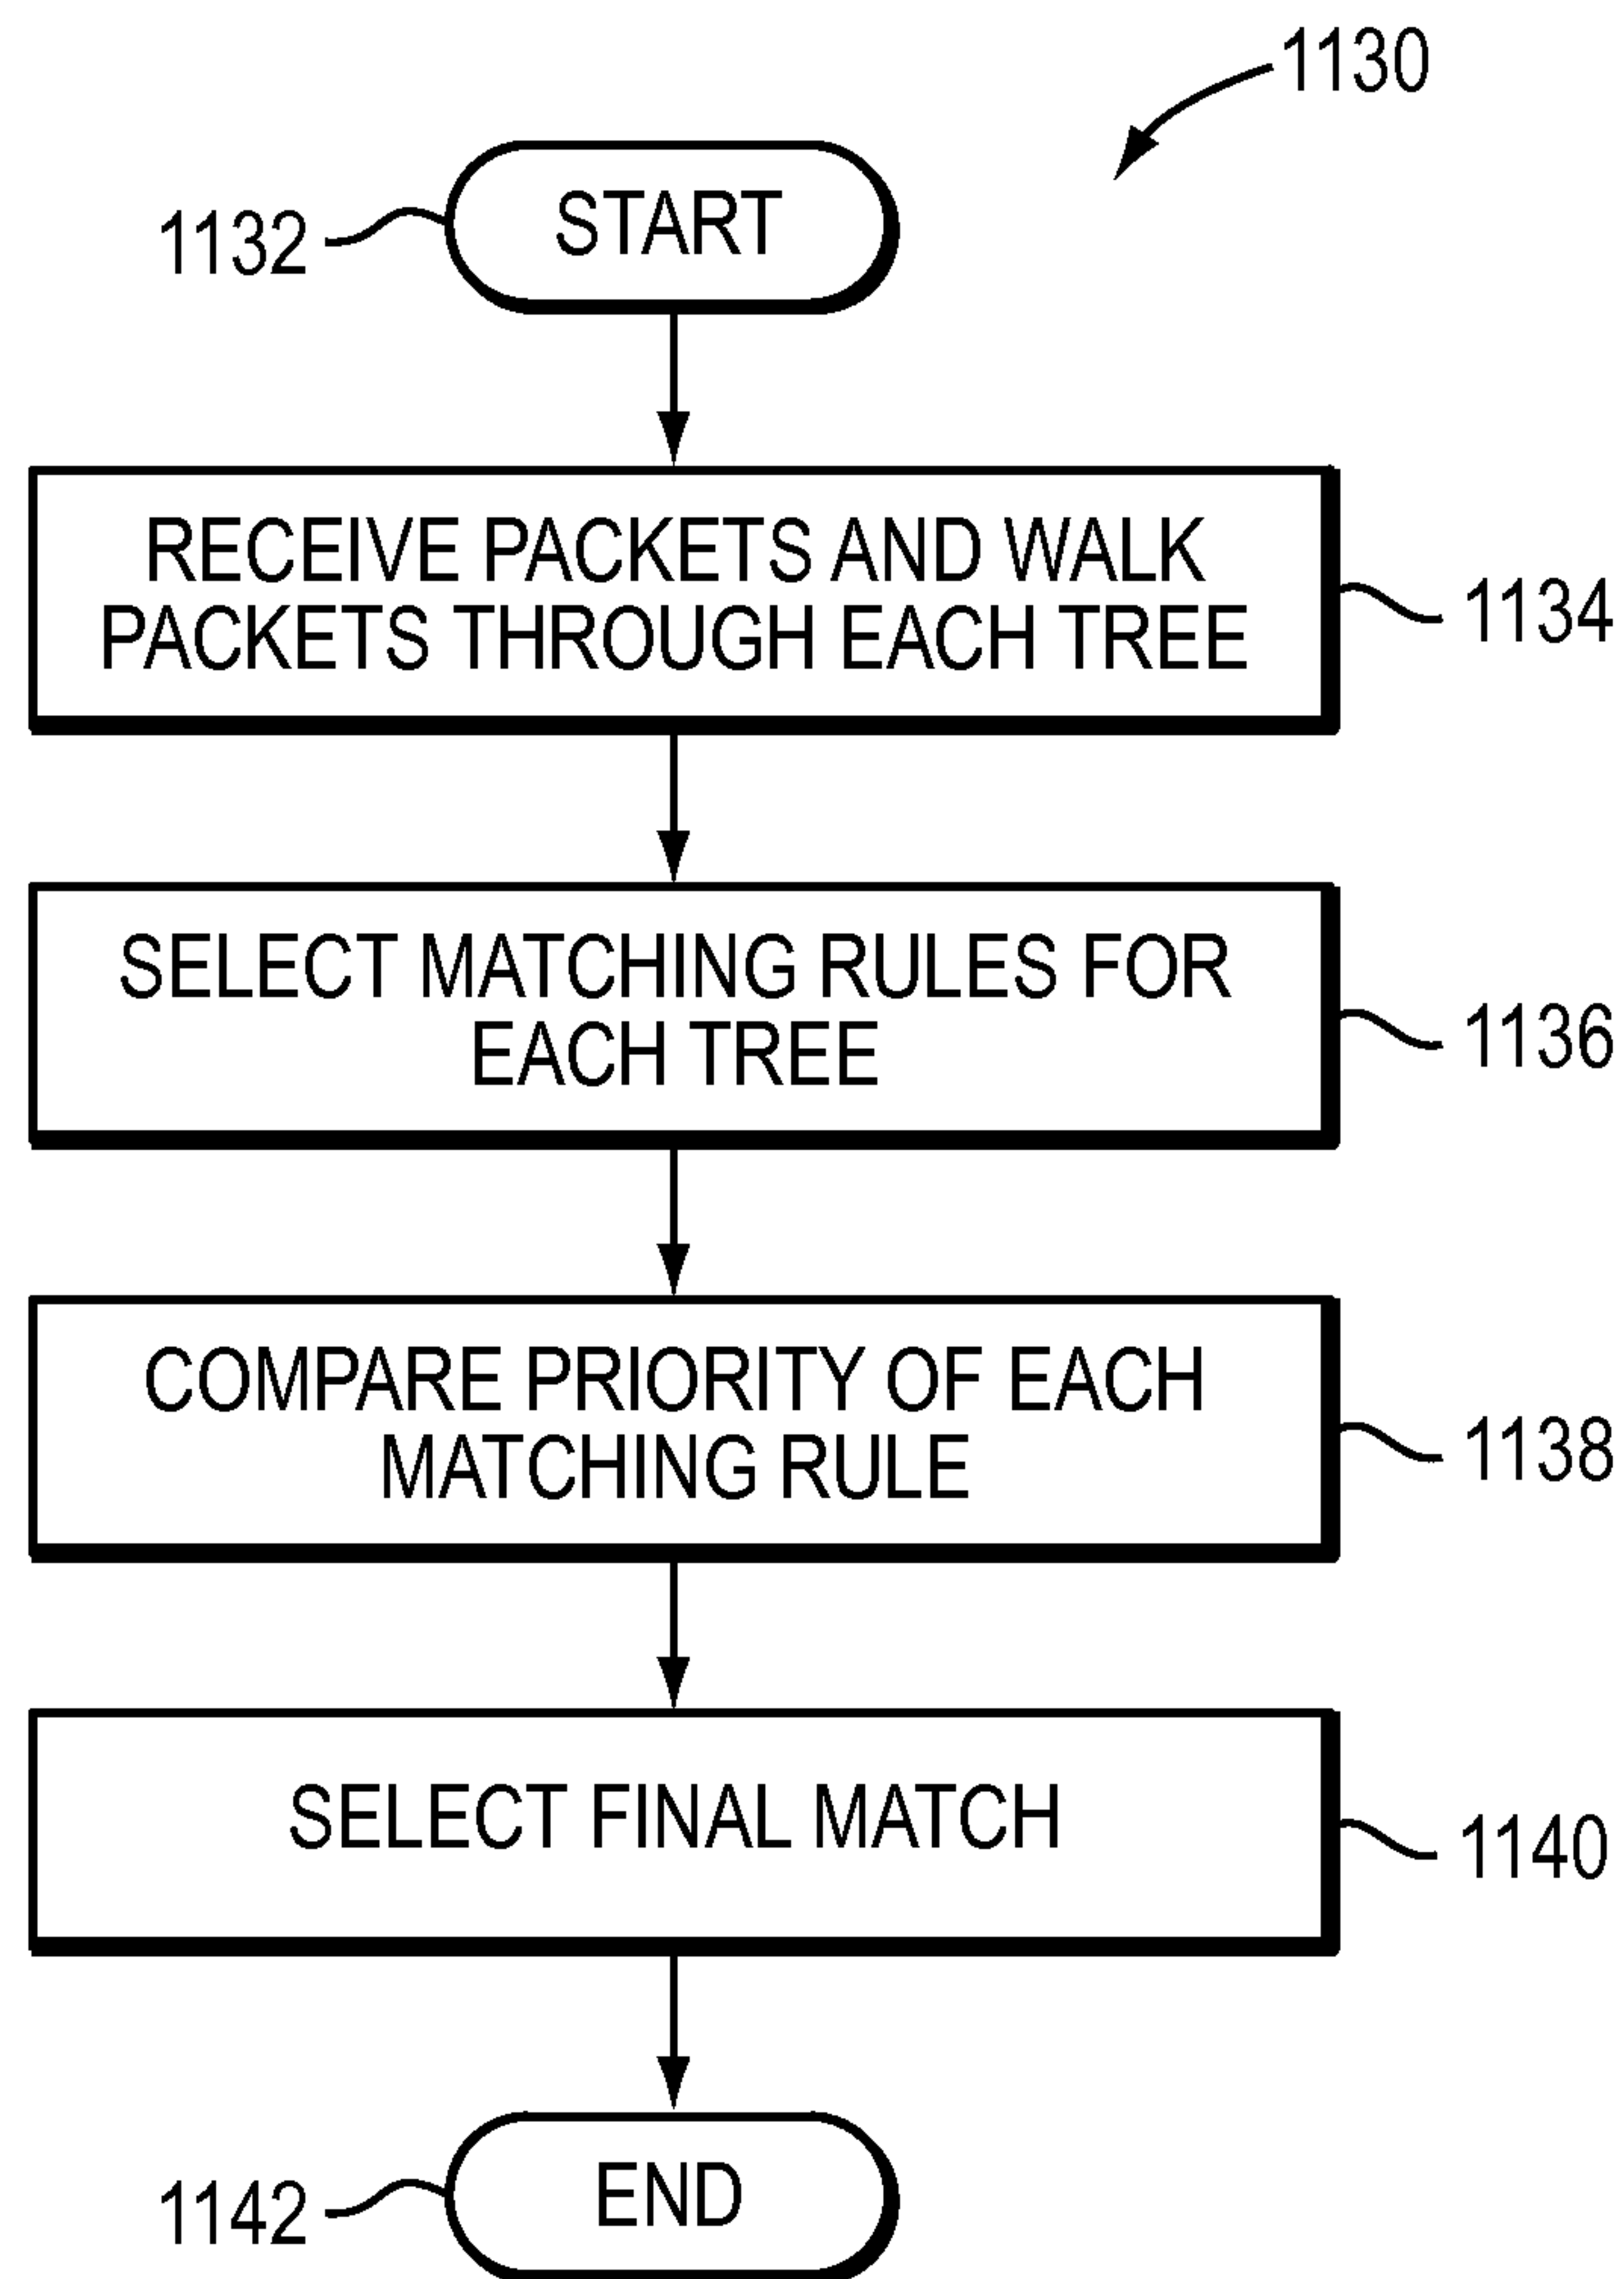 1130
START
1132
RECEIVE PACKETS AND WALK
PACKETS THROUGH EACH TREE
1134
SELECT MATCHING RULES FOR
EACH TREE
1136
COMPARE PRIORITY OF EACH
MATCHING RULE
1138
SELECT FINAL MATCH
1140
END
1142